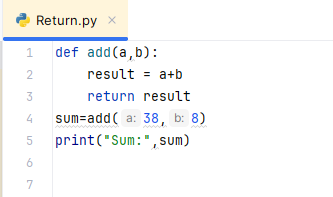 Return.py ×
1 def add(a,b):
2     result = a+b
3     return result
4 sum=add( a: 38, b: 8)
5 print("Sum:",sum)
6
7